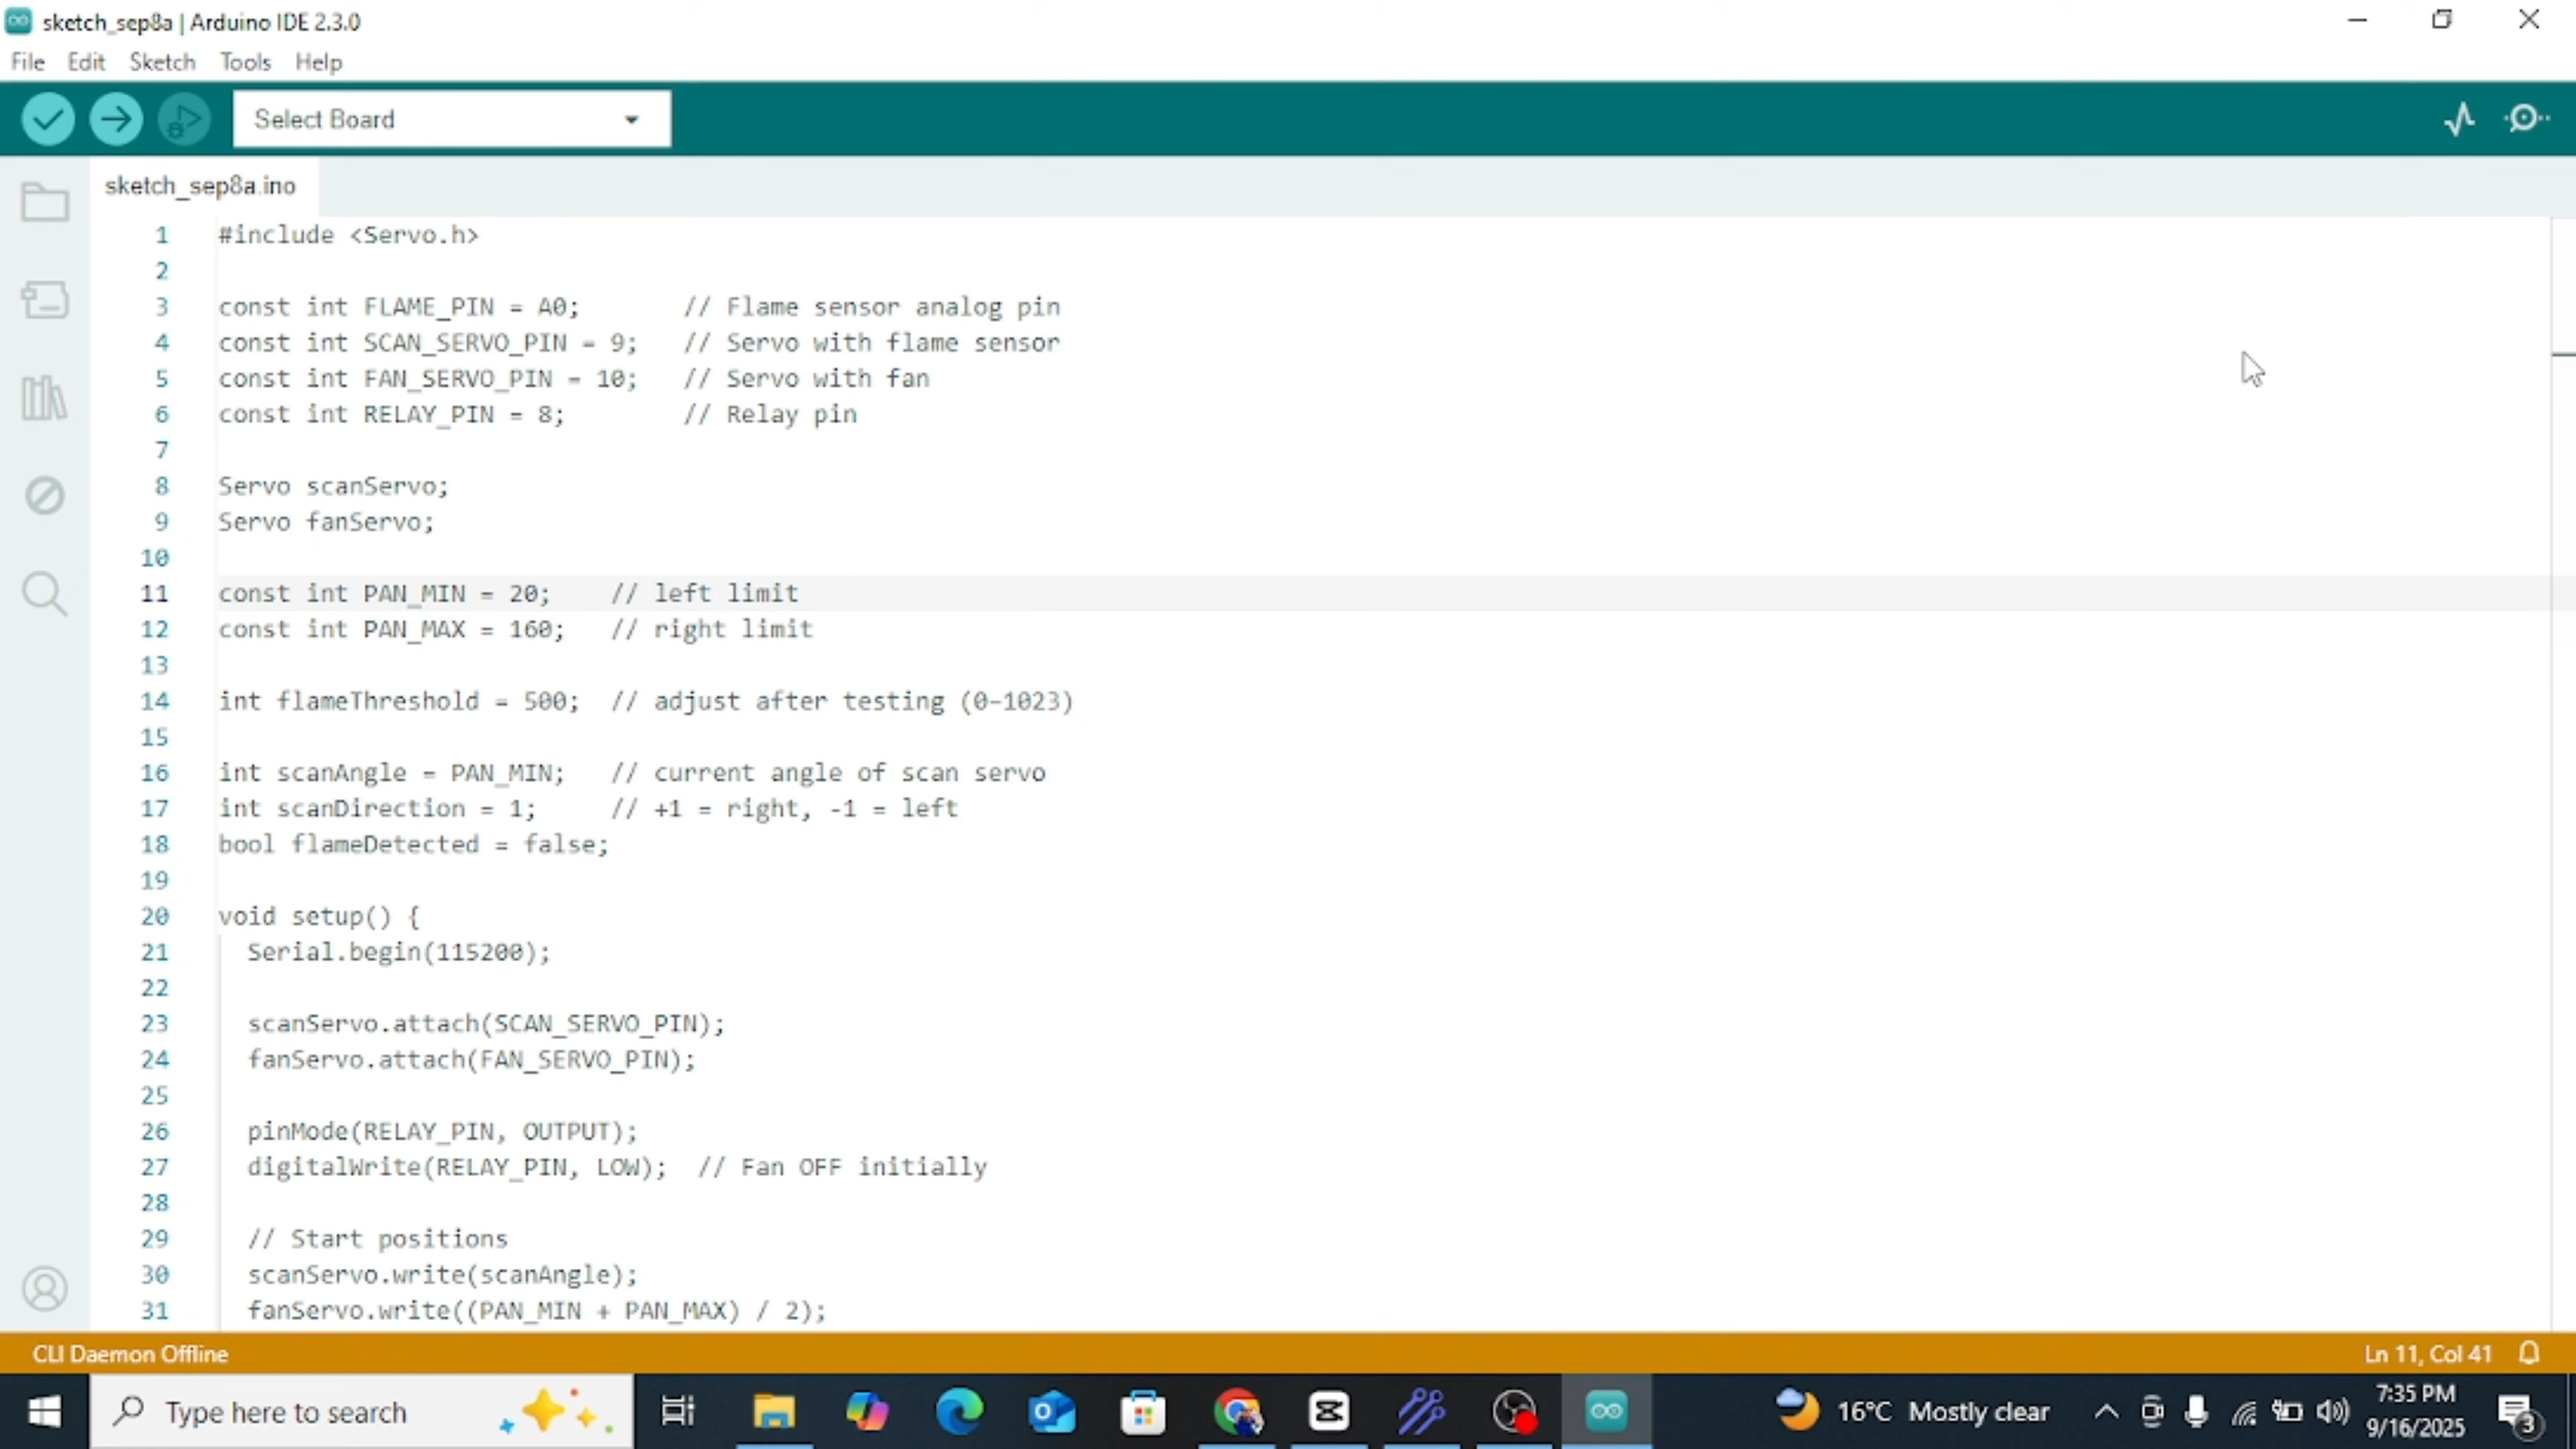 sketch_sep8a | Arduino IDE 2.3.0
File Edit Sketch Tools Help
Select Board
sketch_sep8a.ino
1 #include <Servo.h>
2
3 const int FLAME_PIN = A0; // Flame sensor analog pin
4 const int SCAN_SERVO_PIN = 9; // Servo with flame sensor
5 const int FAN_SERVO_PIN = 10; // Servo with fan
6 const int RELAY_PIN = 8; // Relay pin
7
8 Servo scanServo;
9 Servo fanServo;
10
11 const int PAN_MIN = 20; // left limit
12 const int PAN_MAX = 160; // right limit
13
14 int flameThreshold = 500; // adjust after testing (0–1023)
15
16 int scanAngle = PAN_MIN; // current angle of scan servo
17 int scanDirection = 1; // +1 = right, -1 = left
18 bool flameDetected = false;
19
20 void setup() {
21 Serial.begin(115200);
22
23 scanServo.attach(SCAN_SERVO_PIN);
24 fanServo.attach(FAN_SERVO_PIN);
25
26 pinMode(RELAY_PIN, OUTPUT);
27 digitalWrite(RELAY_PIN, LOW); // Fan OFF initially
28
29 // Start positions
30 scanServo.write(scanAngle);
31 fanServo.write((PAN_MIN + PAN_MAX) / 2);
CLI Daemon Offline
Ln 11, Col 41
Type here to search
16°C Mostly clear
7:35 PM
9/16/2025
3